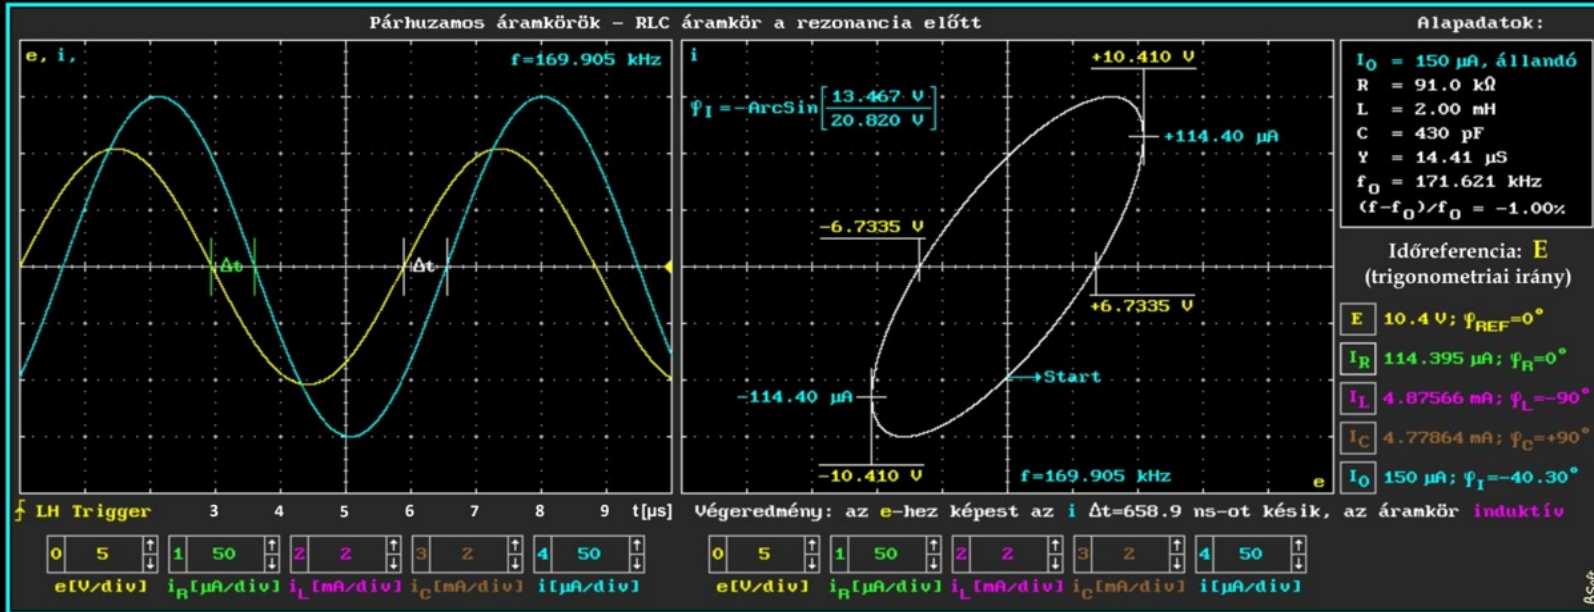 Párhuzamos áramkörök - RLC áramkör a rezonancia előtt
e, i,
f=169.905 kHz
Δt
Δt
3
4
5
6
7
8
9
t[μs]
LH Trigger
i
φI=-ArcSin[13.467 V / 20.820 V]
+10.410 V
+114.40 μA
-6.7335 V
+6.7335 V
Start
-114.40 μA
-10.410 V
f=169.905 kHz
e
Végeredmény: az e-hez képest az i Δt=658.9 ns-ot késik, az áramkör induktív
Alapadatok:
I0 = 150 μA, állandó
R = 91.0 kΩ
L = 2.00 mH
C = 430 pF
Y = 14.41 μS
f0 = 171.621 kHz
(f-f0)/f0 = -1.00%
Időreferencia: E
(trigonometriai irány)
E 10.4 V; φREF=0°
IR 114.395 μA; φR=0°
IL 4.87566 mA; φL=-90°
IC 4.77864 mA; φC=+90°
I0 150 μA; φI=-40.30°
0 5 1 50 2 2 3 2 4 50
e[V/div] iR[μA/div] iL[mA/div] iC[mA/div] i[μA/div]
0 5 1 50 2 2 3 2 4 50
e[V/div] iR[μA/div] iL[mA/div] iC[mA/div] i[μA/div]